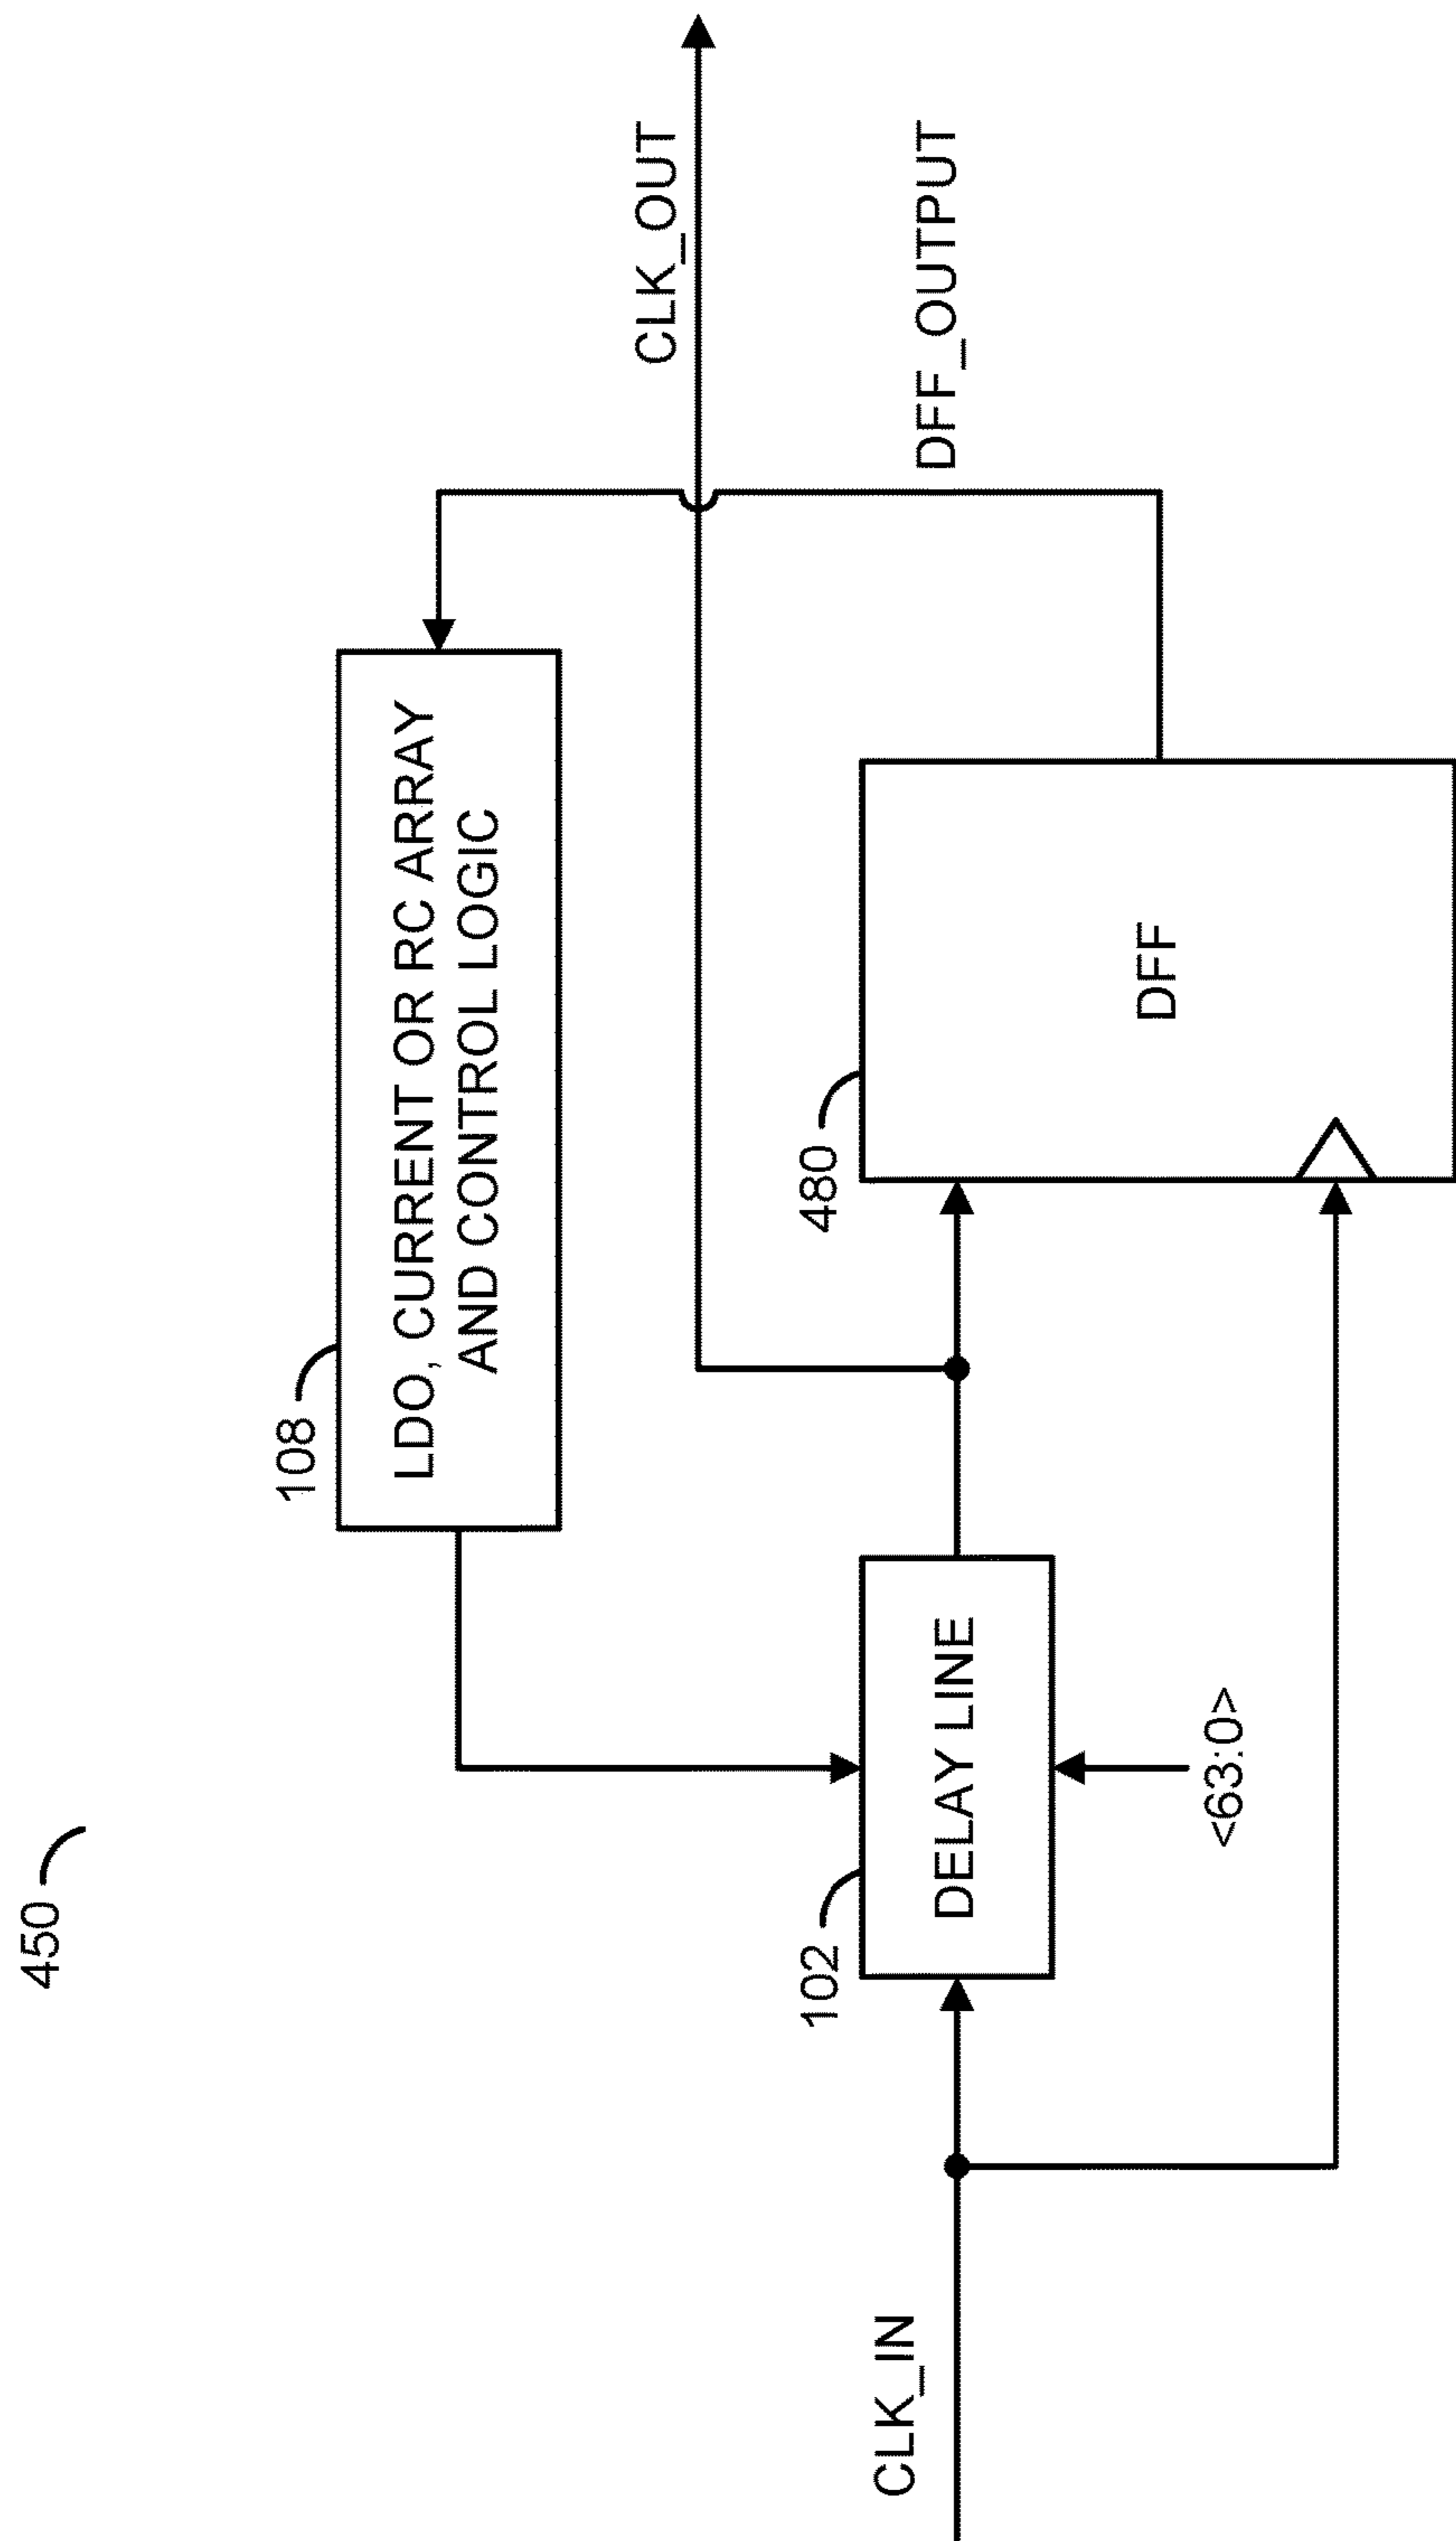 450
108
LDO, CURRENT OR RC ARRAY
AND CONTROL LOGIC
CLK_OUT
102
DELAY LINE
480
DFF
DFF_OUTPUT
CLK_IN
<63:0>